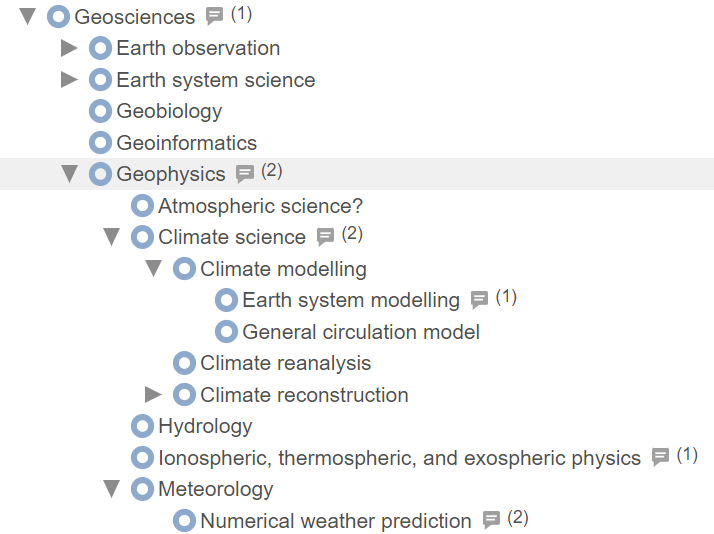 Geosciences (1)
Earth observation
Earth system science
Geobiology
Geoinformatics
Geophysics (2)
Atmospheric science?
Climate science (2)
Climate modelling
Earth system modelling (1)
General circulation model
Climate reanalysis
Climate reconstruction
Hydrology
Ionospheric, thermospheric, and exospheric physics (1)
Meteorology
Numerical weather prediction (2)